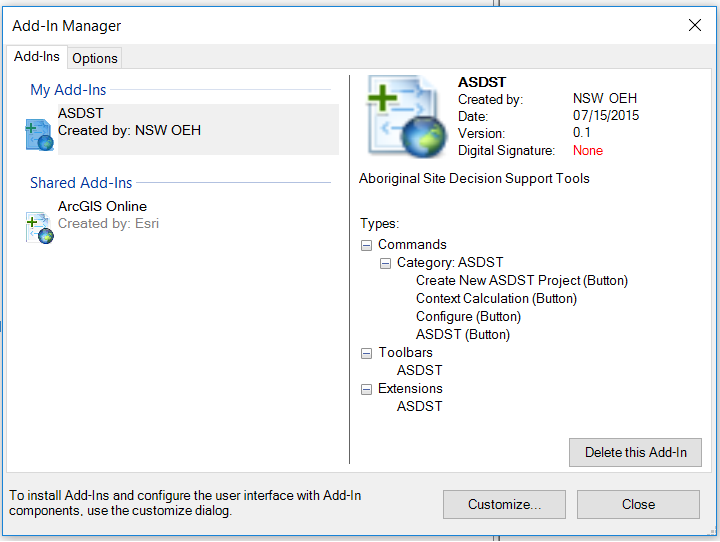 Add-In Manager
Add-Ins
Options
My Add-Ins
ASDST
Created by: NSW OEH
Shared Add-Ins
ArcGIS Online
Created by: Esri
ASDST
Created by: NSW OEH
Date: 07/15/2015
Version: 0.1
Digital Signature: None
Aboriginal Site Decision Support Tools
Types:
Commands
Category: ASDST
Create New ASDST Project (Button)
Context Calculation (Button)
Configure (Button)
ASDST (Button)
Toolbars
ASDST
Extensions
ASDST
Delete this Add-In
To install Add-Ins and configure the user interface with Add-In
components, use the customize dialog.
Customize...
Close